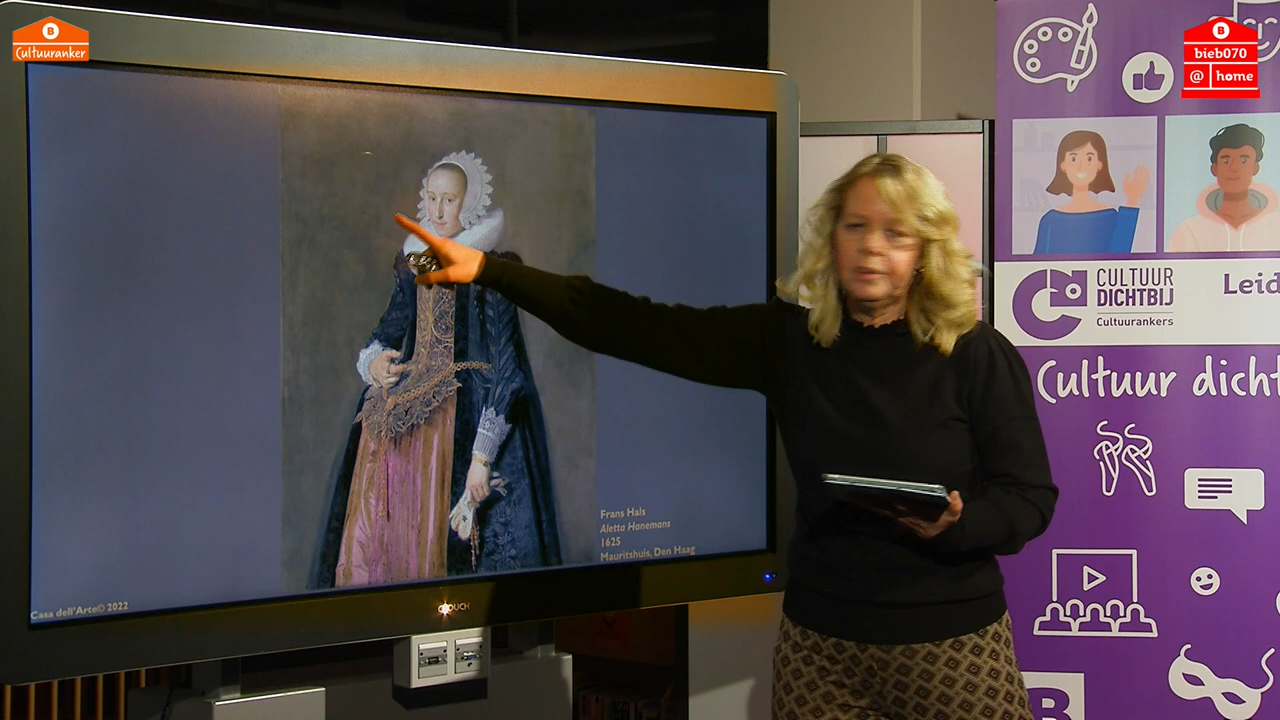 B
Cultuuranker
B
bieb070
@ home
CULTUUR
DICHTBIJ
Cultuurankers
Leid
Cultuur dicht
Frans Hals
Aletta Hanemans
1625
Mauritshuis, Den Haag
Casa dell'Arte© 2022
B